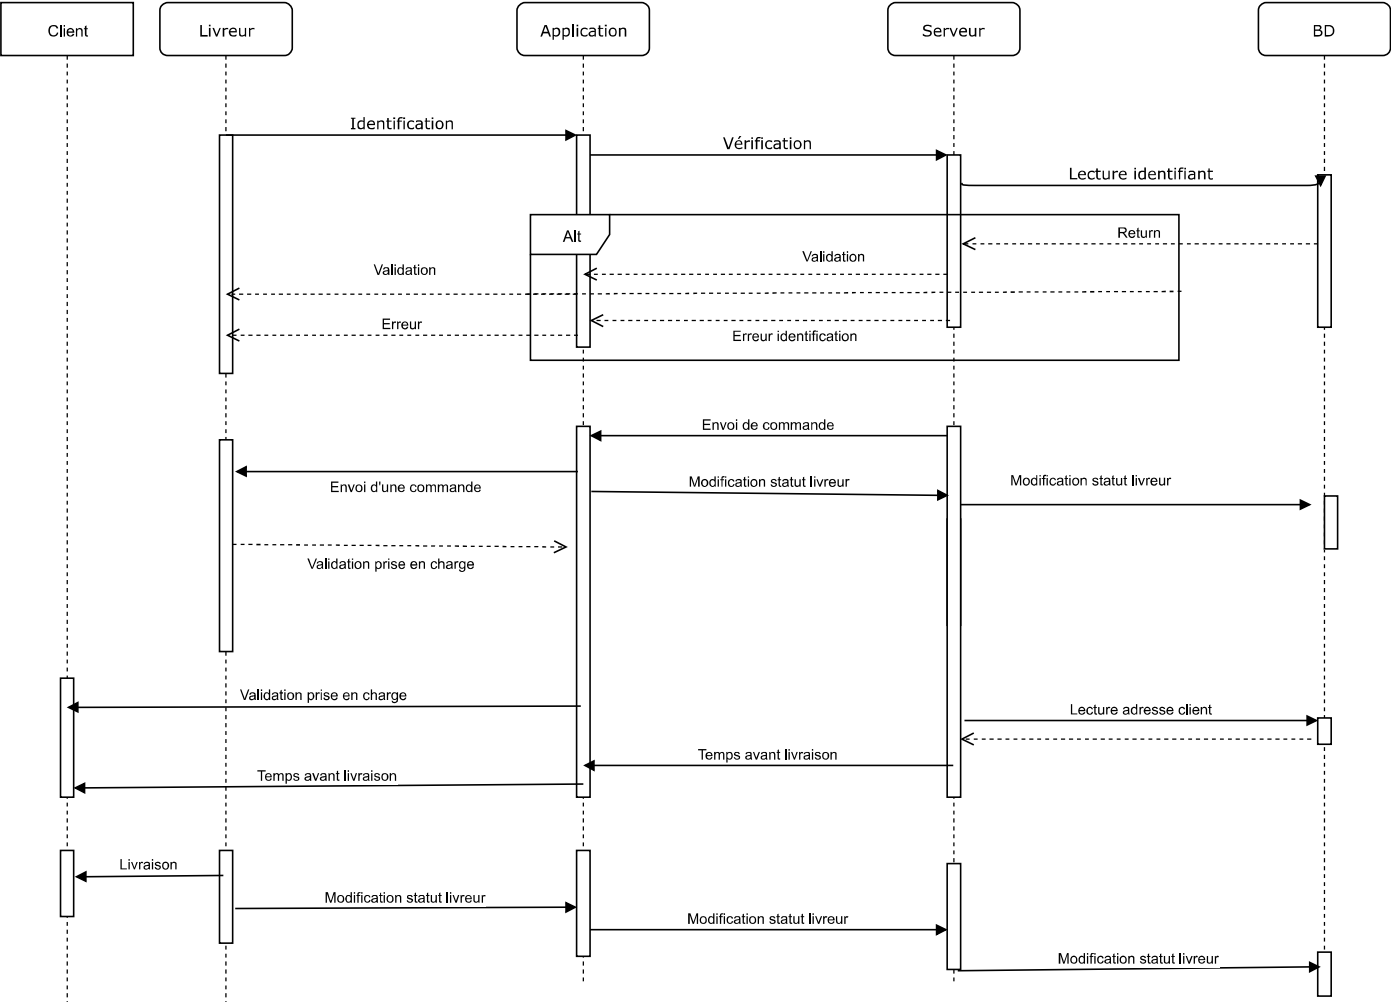 Client
Livreur
Application
Serveur
BD
Identification
Vérification
Lecture identifiant
Alt
Return
Validation
Validation
Erreur
Erreur identification
Envoi de commande
Envoi d'une commande
Modification statut livreur
Modification statut livreur
Validation prise en charge
Validation prise en charge
Lecture adresse client
Temps avant livraison
Temps avant livraison
Livraison
Modification statut livreur
Modification statut livreur
Modification statut livreur